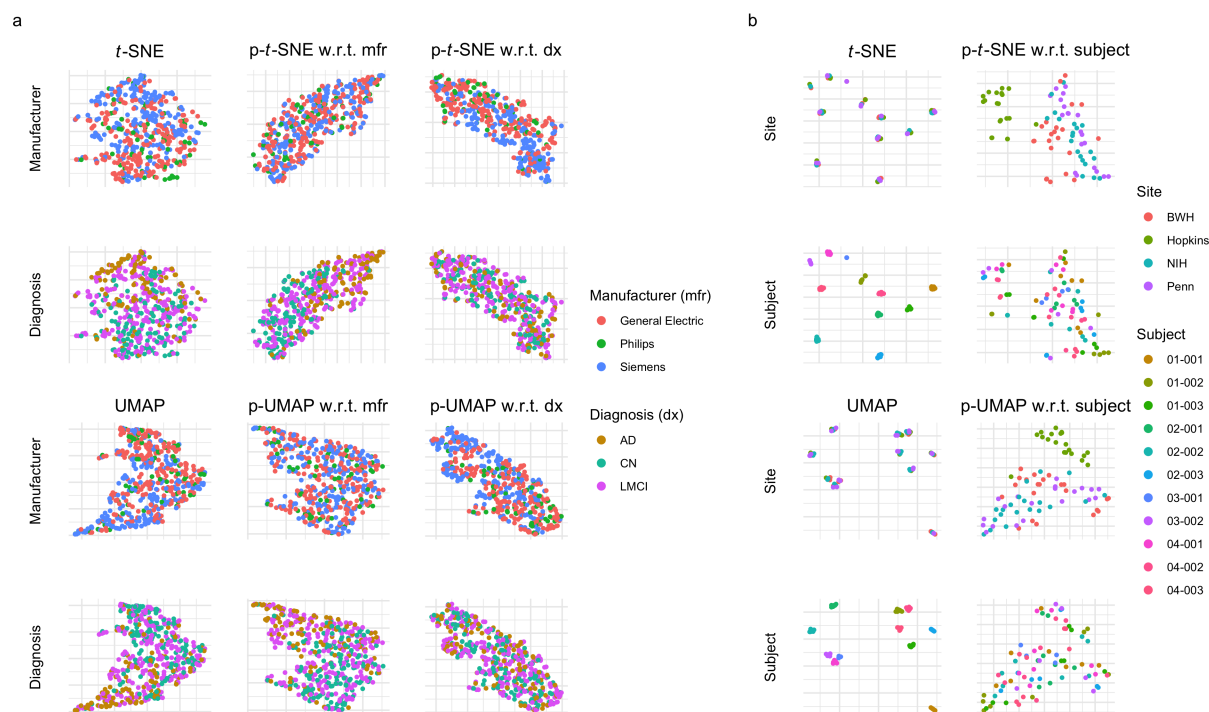 a
b
t-SNE
p-t-SNE w.r.t. mfr
p-t-SNE w.r.t. dx
t-SNE
p-t-SNE w.r.t. subject
Manufacturer
Site
Diagnosis
Subject
UMAP
p-UMAP w.r.t. mfr
p-UMAP w.r.t. dx
UMAP
p-UMAP w.r.t. subject
Manufacturer
Site
Diagnosis
Subject
Manufacturer (mfr)
General Electric
Philips
Siemens
Diagnosis (dx)
AD
CN
LMCI
Site
BWH
Hopkins
NIH
Penn
Subject
01-001
01-002
01-003
02-001
02-002
02-003
03-001
03-002
04-001
04-002
04-003